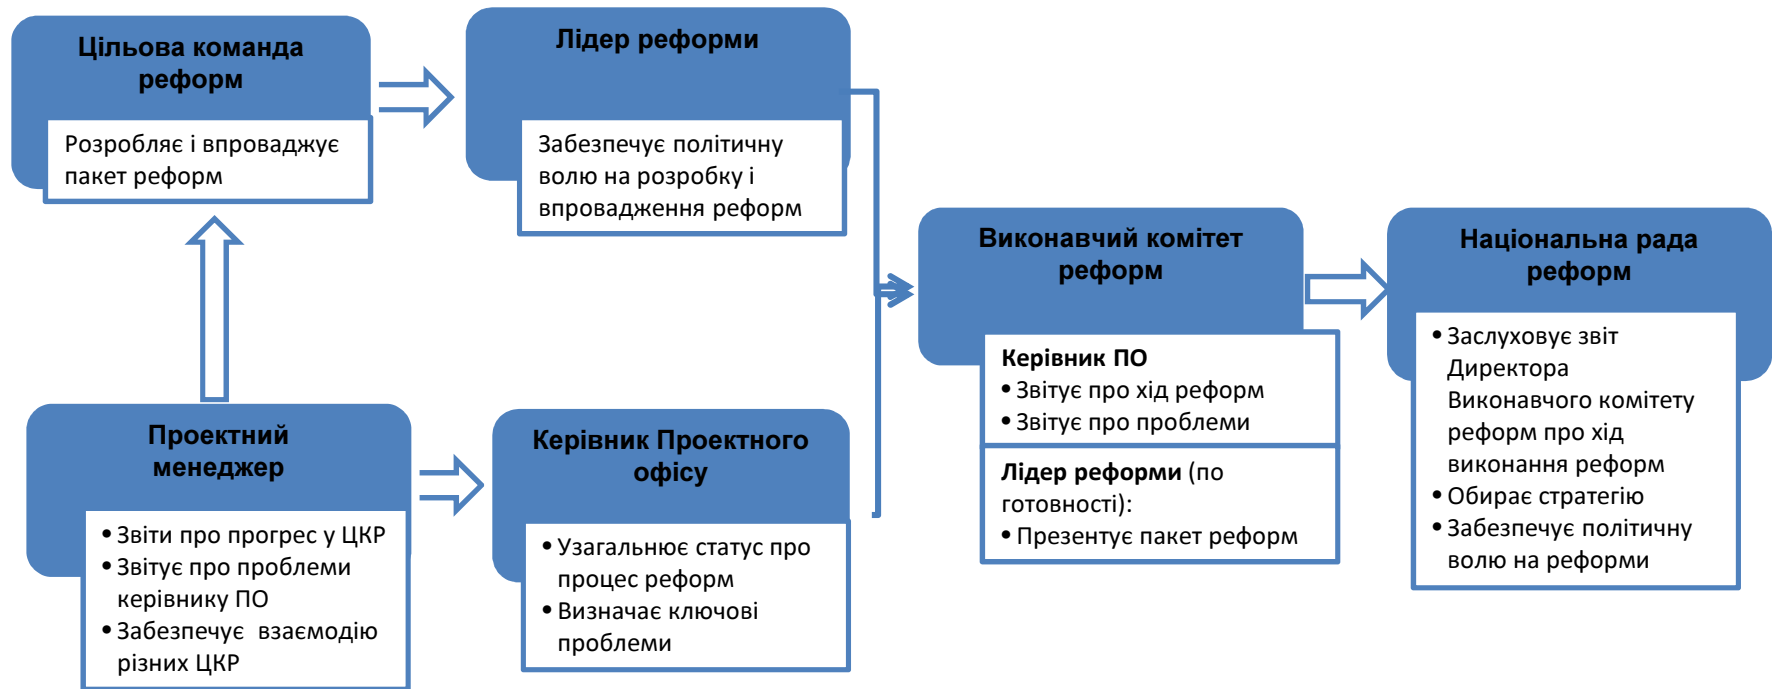 Цільова команда
реформ
Розробляє і впроваджує
пакет реформ
Лідер реформи
Забезпечує політичну
волю на розробку і
впровадження реформ
Проектний
менеджер
• Звіти про прогрес у ЦКР
• Звітує про проблеми
керівнику ПО
• Забезпечує взаємодію
різних ЦКР
Керівник Проектного
офісу
• Узагальнює статус про
процес реформ
• Визначає ключові
проблеми
Виконавчий комітет
реформ
Керівник ПО
• Звітує про хід реформ
• Звітує про проблеми
Лідер реформи (по
готовності):
• Презентує пакет реформ
Національна рада
реформ
• Заслуховує звіт
Директора
Виконавчого комітету
реформ про хід
виконання реформ
• Обирає стратегію
• Забезпечує політичну
волю на реформи